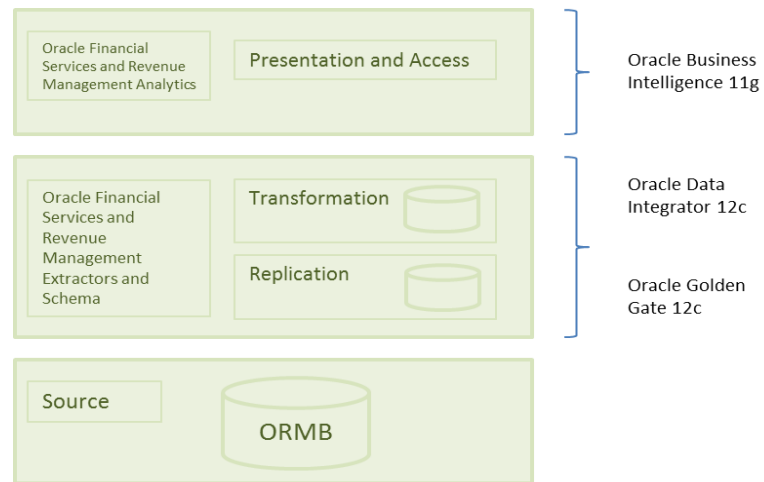 Oracle Financial
Services and Revenue
Management Analytics
Presentation and Access
Oracle Business
Intelligence 11g
Oracle Financial
Services and
Revenue
Management
Extractors and
Schema
Transformation
Replication
Oracle Data
Integrator 12c
Oracle Golden
Gate 12c
Source
ORMB